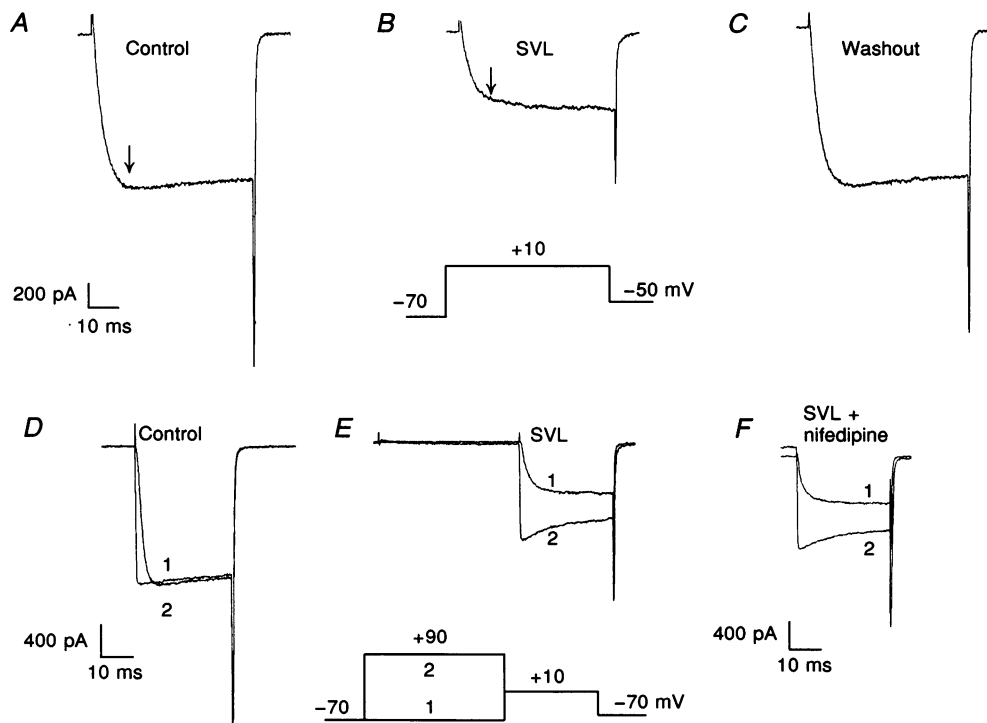 A
Control
B
SVL
C
Washout
200 pA
10 ms
+10
−70
−50 mV
D
Control
1
2
400 pA
10 ms
E
SVL
1
2
+90
2
+10
−70
1
−70 mV
F
SVL +
nifedipine
1
2
400 pA
10 ms